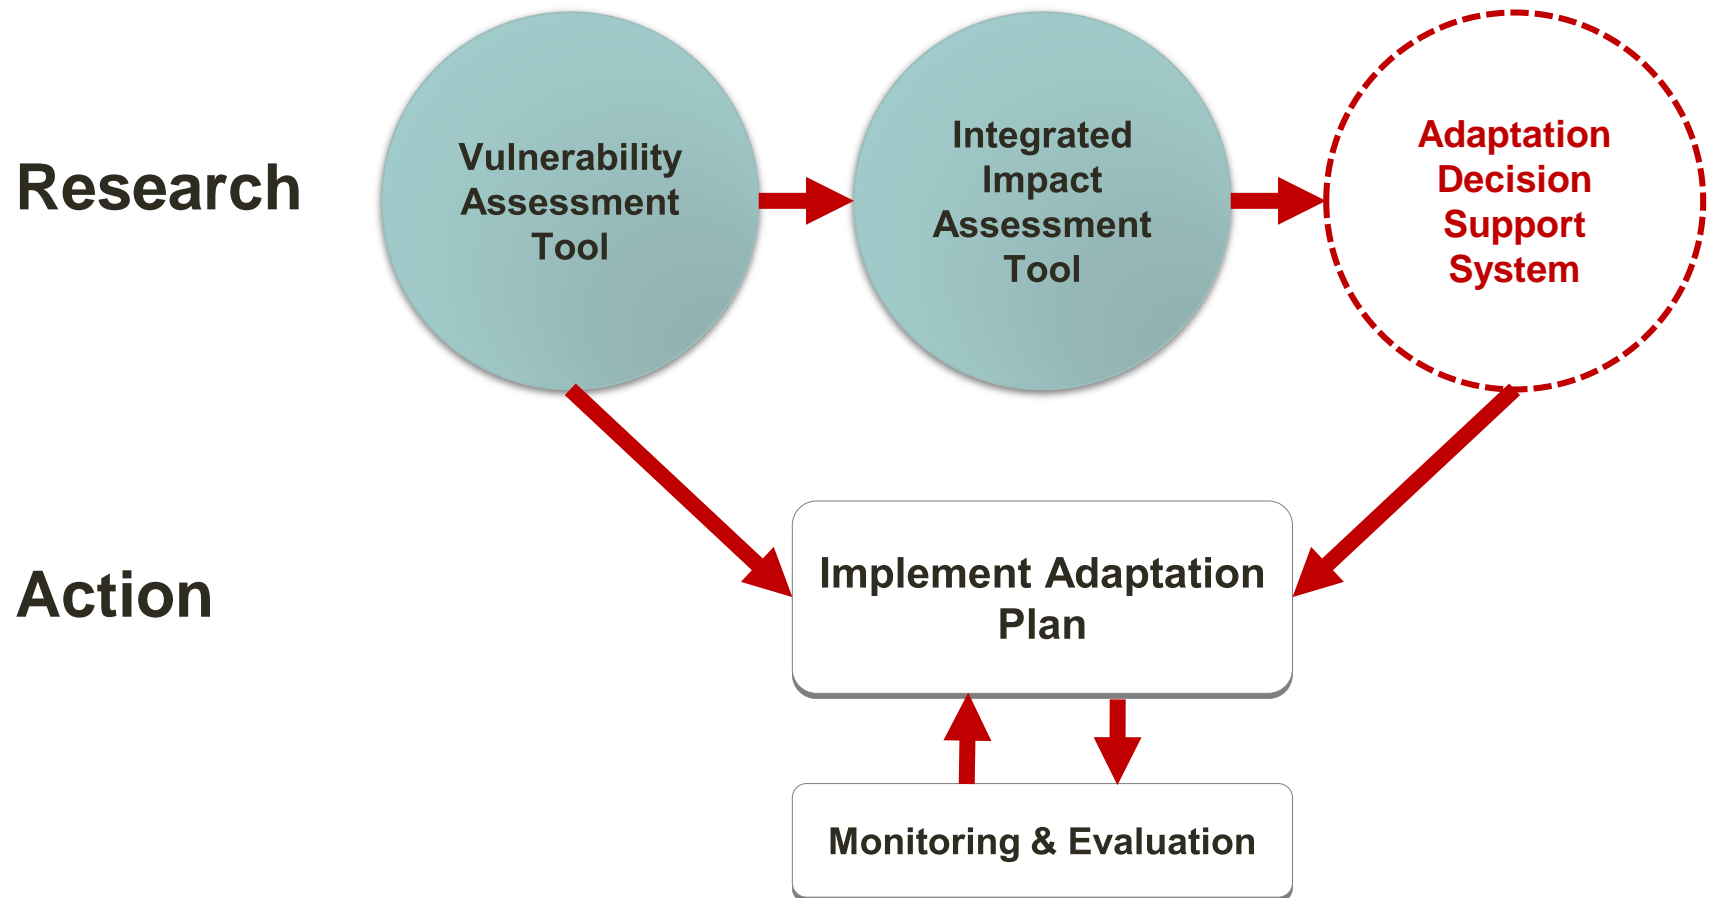 Research
Vulnerability
Assessment
Tool
Integrated
Impact
Assessment
Tool
Adaptation
Decision
Support
System
Action
Implement Adaptation
Plan
Monitoring & Evaluation